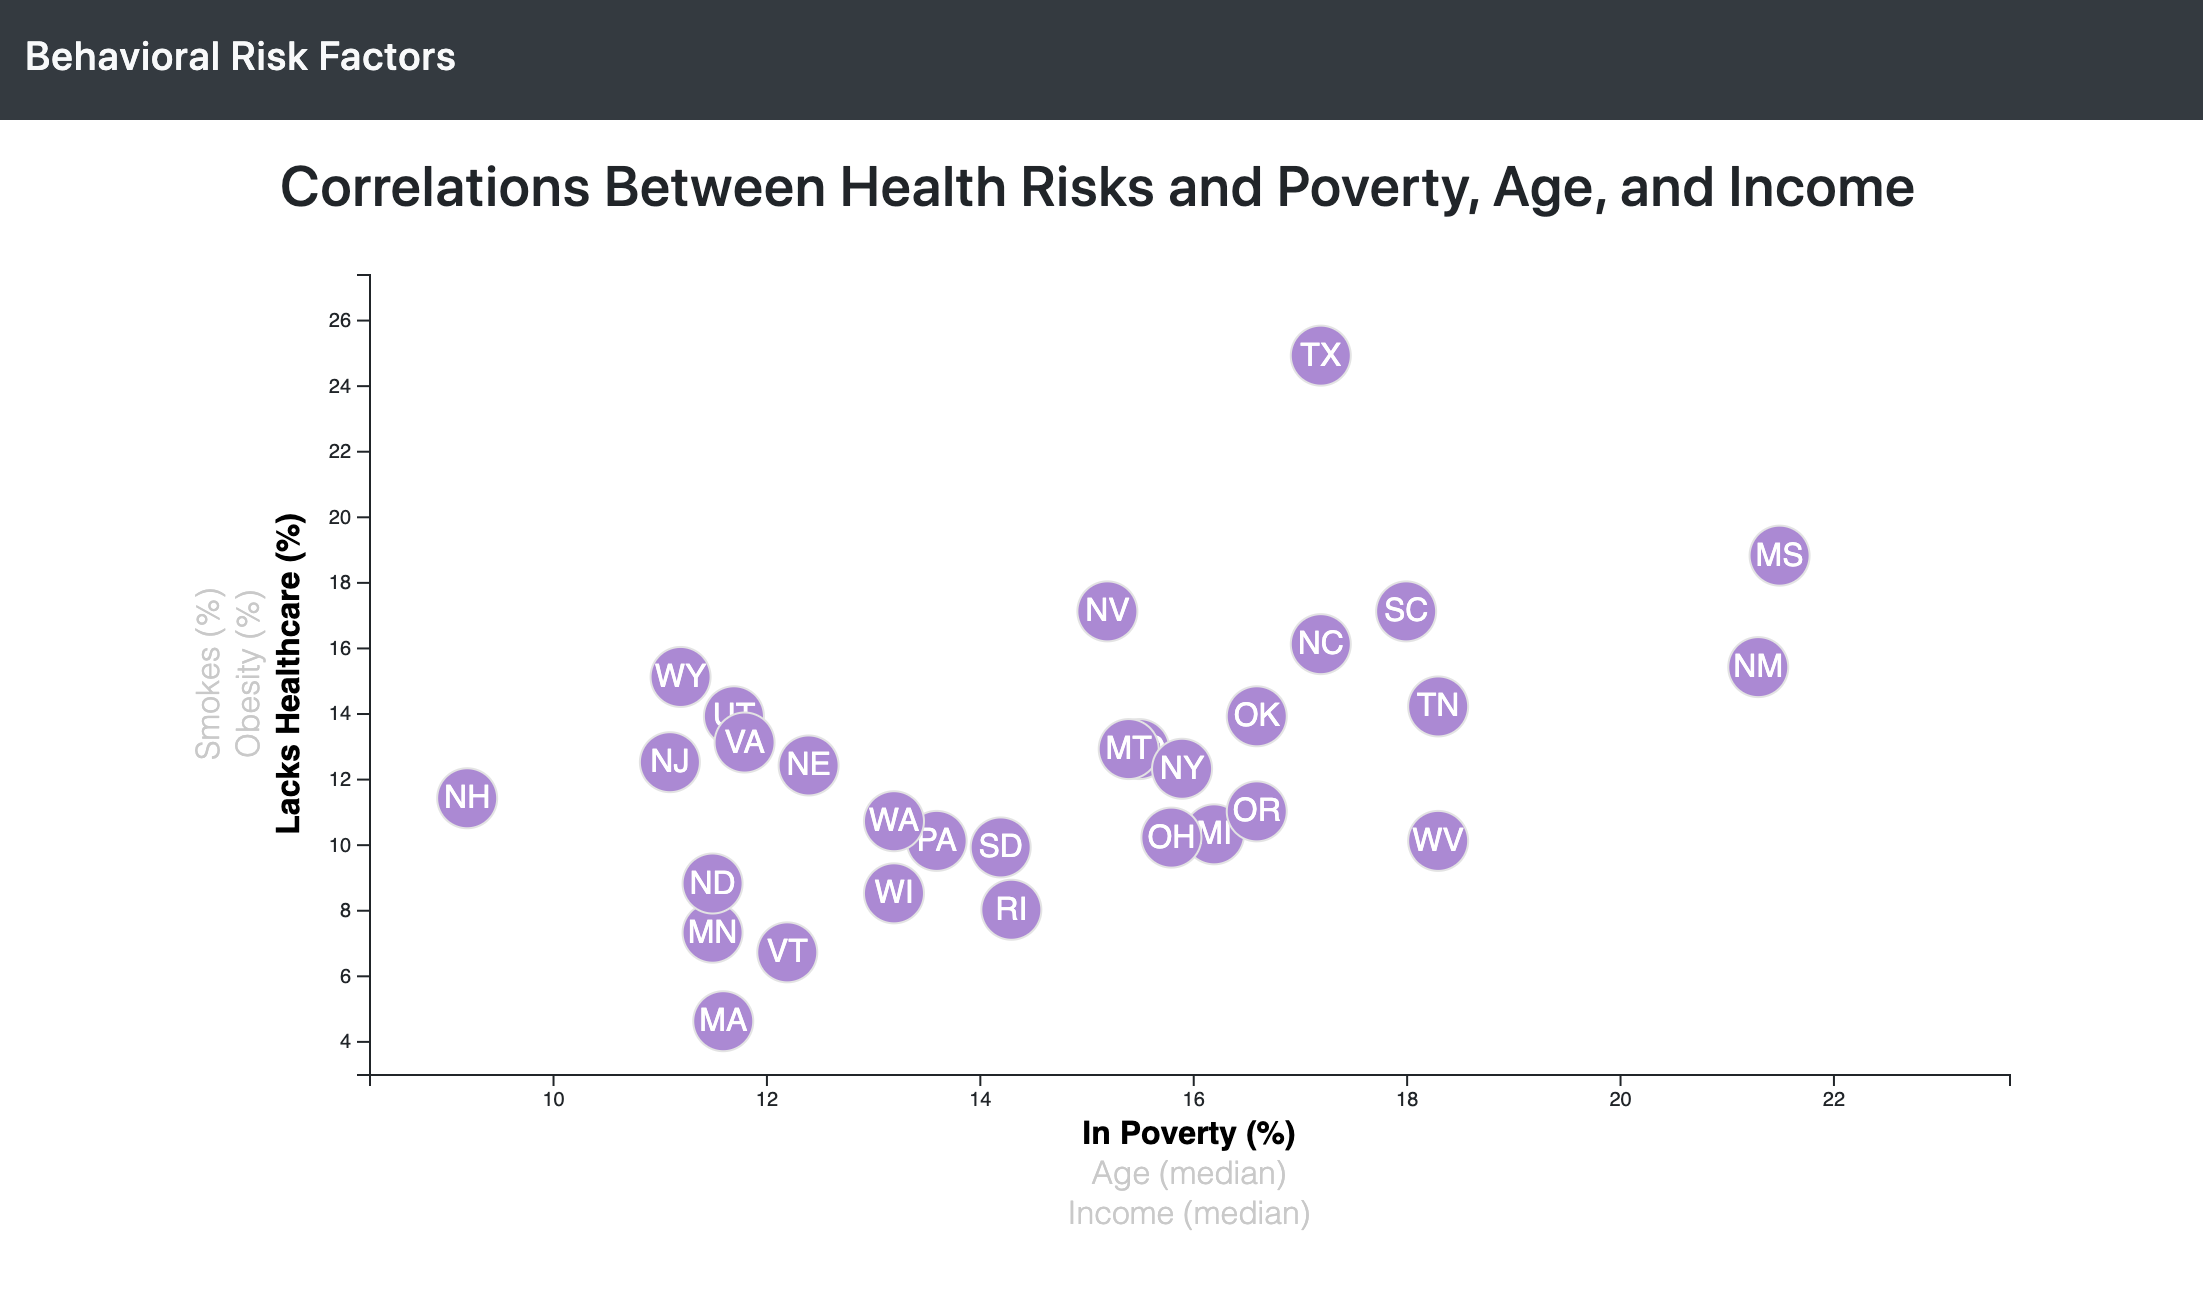 Behavioral Risk Factors
Correlations Between Health Risks and Poverty, Age, and Income
26
24
22
20
18
16
14
12
10
8
6
4
Smokes (%)
Obesity (%)
Lacks Healthcare (%)
TX
MS
NV
SC
NC
NM
WY
TN
UT
OK
VA
MT
NJ
NE
NY
NH
OR
WA
MI
OH
PA
WV
SD
ND
WI
RI
MN
VT
MA
10
12
14
16
18
20
22
In Poverty (%)
Age (median)
Income (median)